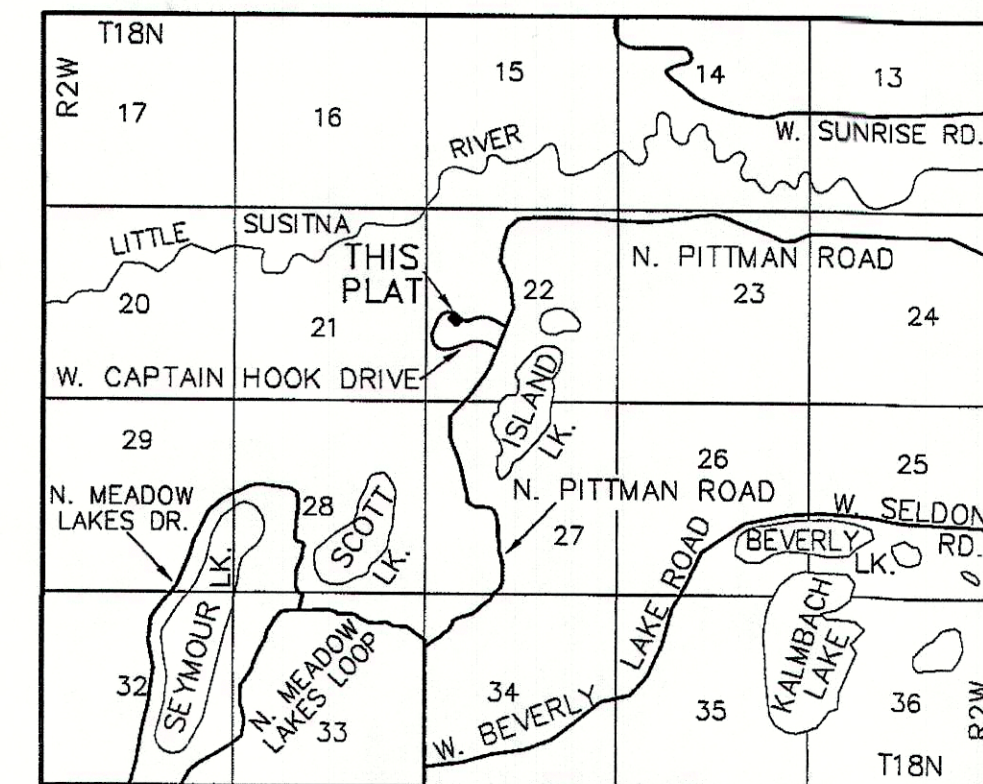 T18N
R2W
17
16
15
14
13
RIVER
W. SUNRISE RD.
LITTLE
SUSITNA
THIS
PLAT
N. PITTMAN ROAD
20
21
22
23
24
W. CAPTAIN HOOK DRIVE
ISLAND
LK.
29
28
27
26
25
N. MEADOW
LAKES DR.
SCOTT
LK.
N. PITTMAN ROAD
W. SELDON
RD.
BEVERLY
LK.
SEYMOUR
LK.
N. MEADOW
LAKES LOOP
W. BEVERLY
LAKE ROAD
KALMBACH
LAKE
32
33
34
35
36
R2W
T18N